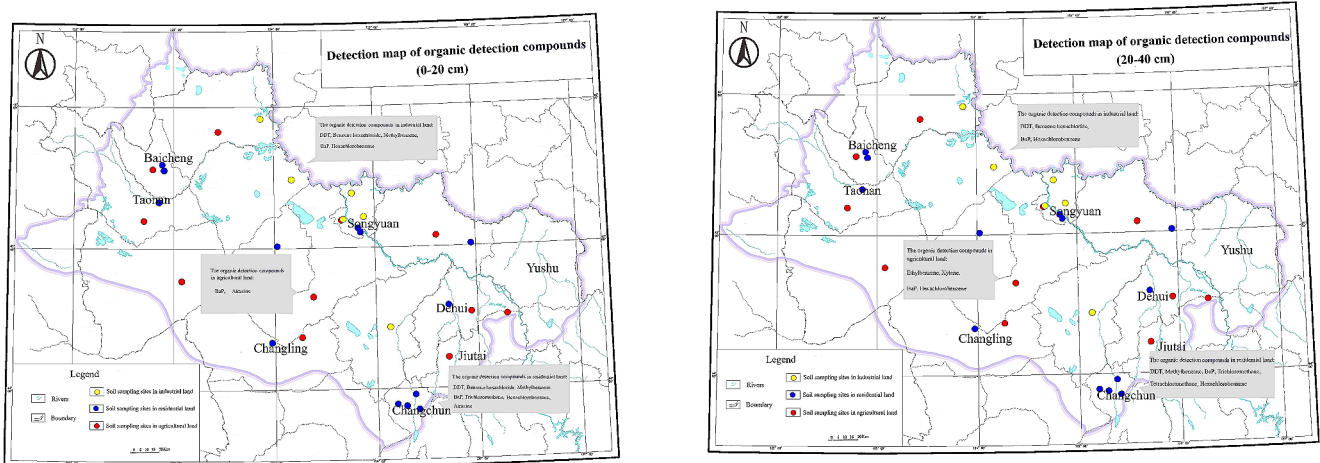 N
Detection map of organic detection compounds
(0-20 cm)
The organic detection compounds in industrial land:
DDT, Benzene hexachloride, Methylbenzene,
BaP, Hexachlorobenzene
Baicheng
Taonan
Songyuan
Yushu
The organic detection compounds
in agricultural land:
BaP, Atrazine
Dehui
Changling
Jiutai
The organic detection compounds in residential land:
DDT, Benzene hexachloride, Methylbenzene,
BaP, Trichloromethane, Hexachlorobenzene,
Atrazine
Changchun
Legend
Rivers
Boundary
Soil sampling sites in industrial land
Soil sampling sites in residential land
Soil sampling sites in agricultural land
N
Detection map of organic detection compounds
(20-40 cm)
The organic detection compounds in industrial land:
DDT, Benzene hexachloride,
BaP, Hexachlorobenzene
Baicheng
Taonan
Songyuan
Yushu
The organic detection compounds in
agricultural land:
Ethylbenzene, Xylene,
BaP, Hexachlorobenzene
Dehui
Changling
Jiutai
The organic detection compounds in residential land:
DDT, Methylbenzene, BaP, Trichloromethane,
Tetrachloromethane, Hexachlorobenzene
Changchun
Legend
Rivers
Boundary
Soil sampling sites in industrial land
Soil sampling sites in residential land
Soil sampling sites in agricultural land